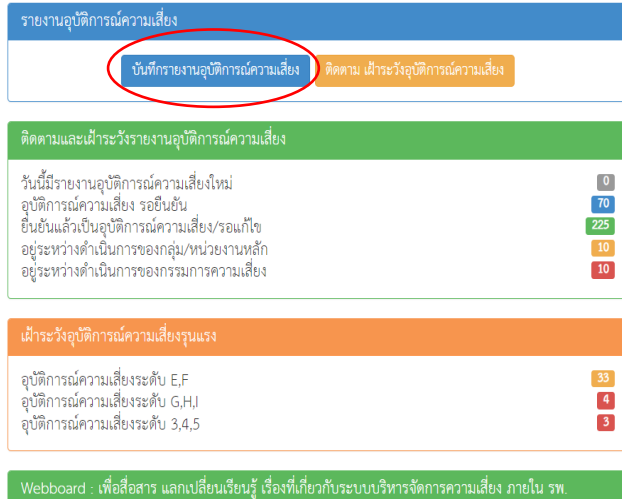 รายงานอุบัติการณ์ความเสี่ยง
บันทึกรายงานอุบัติการณ์ความเสี่ยง ติดตาม เฝ้าระวังอุบัติการณ์ความเสี่ยง
ติดตามและเฝ้าระวังรายงานอุบัติการณ์ความเสี่ยง
วันนี้มีรายงานอุบัติการณ์ความเสี่ยงใหม่ 0
อุบัติการณ์ความเสี่ยง รอยืนยัน 70
ยืนยันแล้วเป็นอุบัติการณ์ความเสี่ยง/รอแก้ไข 225
อยู่ระหว่างดำเนินการของกลุ่ม/หน่วยงานหลัก 10
อยู่ระหว่างดำเนินการของกรรมการความเสี่ยง 10
เฝ้าระวังอุบัติการณ์ความเสี่ยงรุนแรง
อุบัติการณ์ความเสี่ยงระดับ E,F 33
อุบัติการณ์ความเสี่ยงระดับ G,H,I 4
อุบัติการณ์ความเสี่ยงระดับ 3,4,5 3
Webboard : เพื่อสื่อสาร แลกเปลี่ยนเรียนรู้ เรื่องที่เกี่ยวกับระบบบริหารจัดการความเสี่ยง ภายใน รพ.